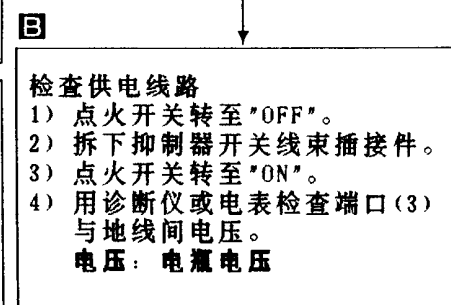 B
检查供电线路
1) 点火开关转至"OFF"。
2) 拆下抑制器开关线束插接件。
3) 点火开关转至"ON"。
4) 用诊断仪或电表检查端口(3)
与地线间电压。
电压: 电瓶电压